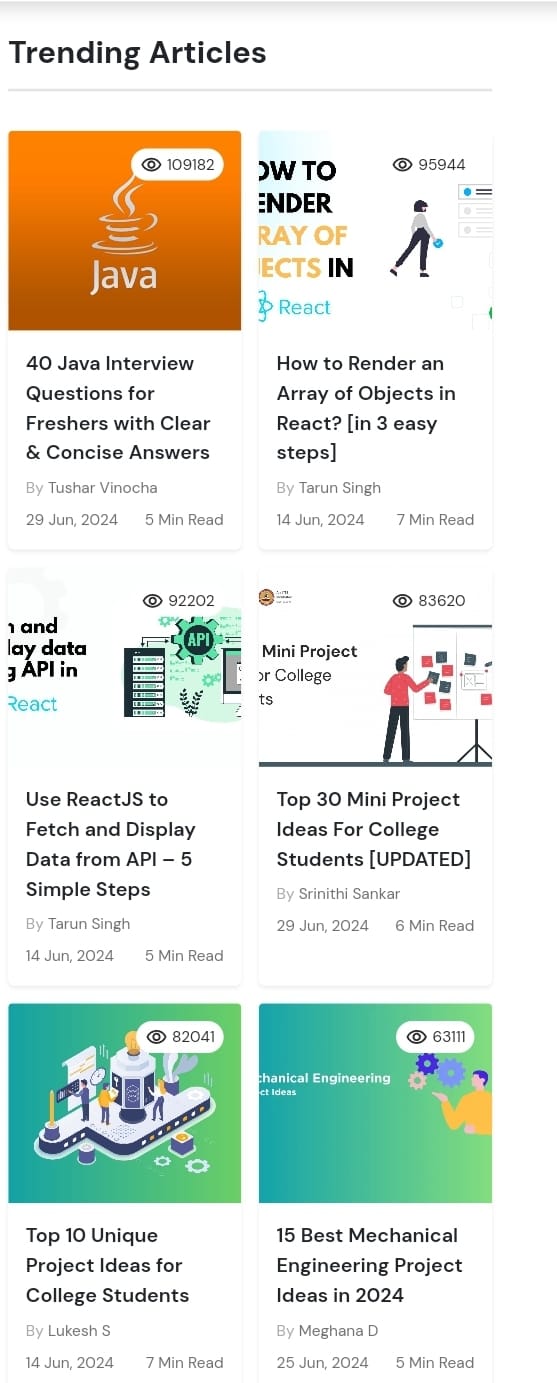 Trending Articles
109182
Java
40 Java Interview
Questions for
Freshers with Clear
& Concise Answers
By Tushar Vinocha
29 Jun, 2024 5 Min Read
95944
OW TO
ENDER
RAY OF
JECTS IN
React
How to Render an
Array of Objects in
React? [in 3 easy
steps]
By Tarun Singh
14 Jun, 2024 7 Min Read
92202
h and
lay data
g API in
React
API
Use ReactJS to
Fetch and Display
Data from API – 5
Simple Steps
By Tarun Singh
14 Jun, 2024 5 Min Read
83620
Mini Project
or College
ts
Top 30 Mini Project
Ideas For College
Students [UPDATED]
By Srinithi Sankar
29 Jun, 2024 6 Min Read
82041
Top 10 Unique
Project Ideas for
College Students
By Lukesh S
14 Jun, 2024 7 Min Read
63111
chanical Engineering
ect Ideas
15 Best Mechanical
Engineering Project
Ideas in 2024
By Meghana D
25 Jun, 2024 5 Min Read